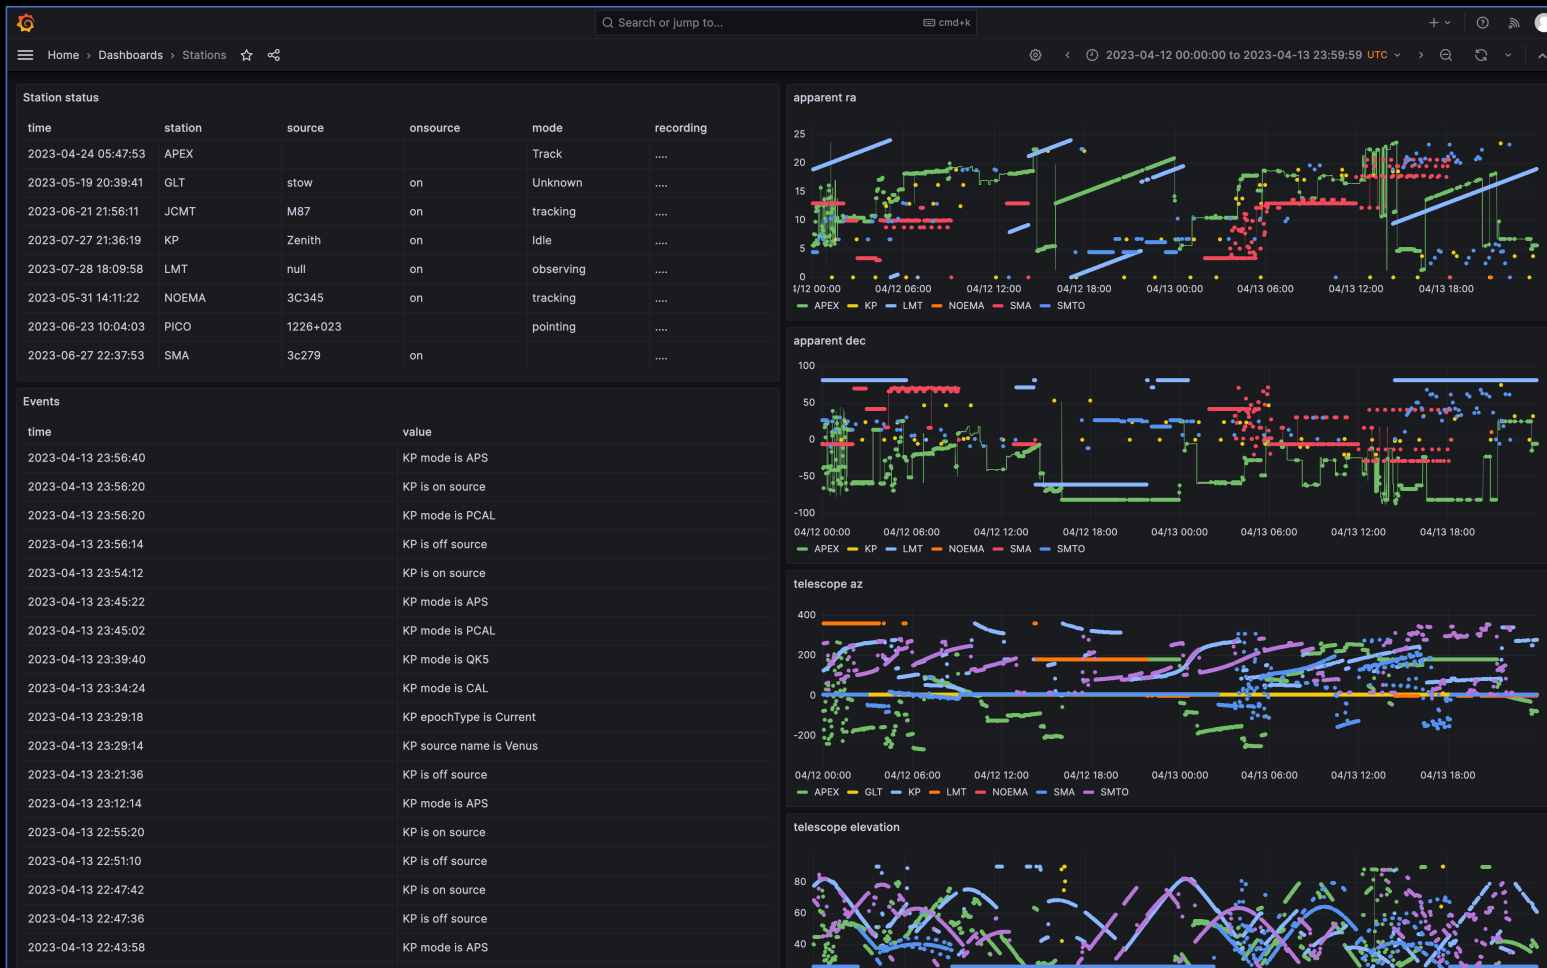 Search or jump to... cmd+k
Home › Dashboards › Stations
2023-04-12 00:00:00 to 2023-04-13 23:59:59 UTC
Station status
time station source onsource mode recording
2023-04-24 05:47:53 APEX Track ....
2023-05-19 20:39:41 GLT stow on Unknown ....
2023-06-21 21:56:11 JCMT M87 on tracking ....
2023-07-27 21:36:19 KP Zenith on Idle ....
2023-07-28 18:09:58 LMT null on observing ....
2023-05-31 14:11:22 NOEMA 3C345 on tracking ....
2023-06-23 10:04:03 PICO 1226+023 pointing ....
2023-06-27 22:37:53 SMA 3c279 on ....
Events
time value
2023-04-13 23:56:40 KP mode is APS
2023-04-13 23:56:20 KP is on source
2023-04-13 23:56:20 KP mode is PCAL
2023-04-13 23:56:14 KP is off source
2023-04-13 23:54:12 KP is on source
2023-04-13 23:45:22 KP mode is APS
2023-04-13 23:45:02 KP mode is PCAL
2023-04-13 23:39:40 KP mode is QK5
2023-04-13 23:34:24 KP mode is CAL
2023-04-13 23:29:18 KP epochType is Current
2023-04-13 23:29:14 KP source name is Venus
2023-04-13 23:21:36 KP is off source
2023-04-13 23:12:14 KP mode is APS
2023-04-13 22:55:20 KP is on source
2023-04-13 22:51:10 KP is off source
2023-04-13 22:47:42 KP is on source
2023-04-13 22:47:36 KP is off source
2023-04-13 22:43:58 KP mode is APS
apparent ra
25
20
15
10
5
0
1/12 00:00 04/12 06:00 04/12 12:00 04/12 18:00 04/13 00:00 04/13 06:00 04/13 12:00 04/13 18:00
APEX KP LMT NOEMA SMA SMTO
apparent dec
100
50
0
-50
-100
04/12 00:00 04/12 06:00 04/12 12:00 04/12 18:00 04/13 00:00 04/13 06:00 04/13 12:00 04/13 18:00
APEX KP LMT NOEMA SMA SMTO
telescope az
400
200
0
-200
04/12 00:00 04/12 06:00 04/12 12:00 04/12 18:00 04/13 00:00 04/13 06:00 04/13 12:00 04/13 18:00
APEX GLT KP LMT NOEMA SMA SMTO
telescope elevation
80
60
40